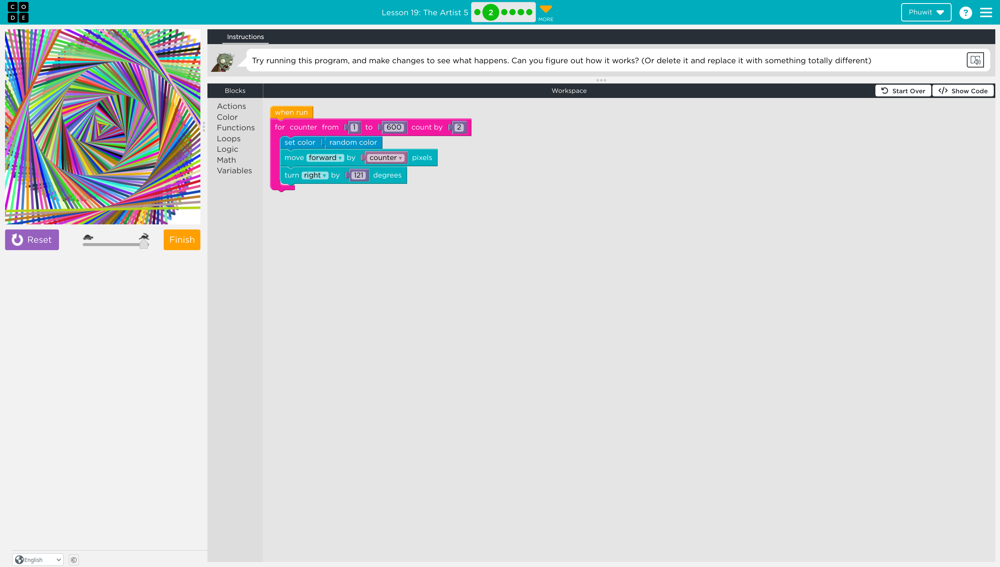 C O
D E
Lesson 19: The Artist 5
2
MORE
Phuwit
?
Instructions
Try running this program, and make changes to see what happens. Can you figure out how it works? (Or delete it and replace it with something totally different)
Blocks
Workspace
Start Over
</> Show Code
Actions
Color
Functions
Loops
Logic
Math
Variables
when run
for counter from 1 to 600 count by 2
set color random color
move forward by counter pixels
turn right by 121 degrees
Reset
Finish
English
©